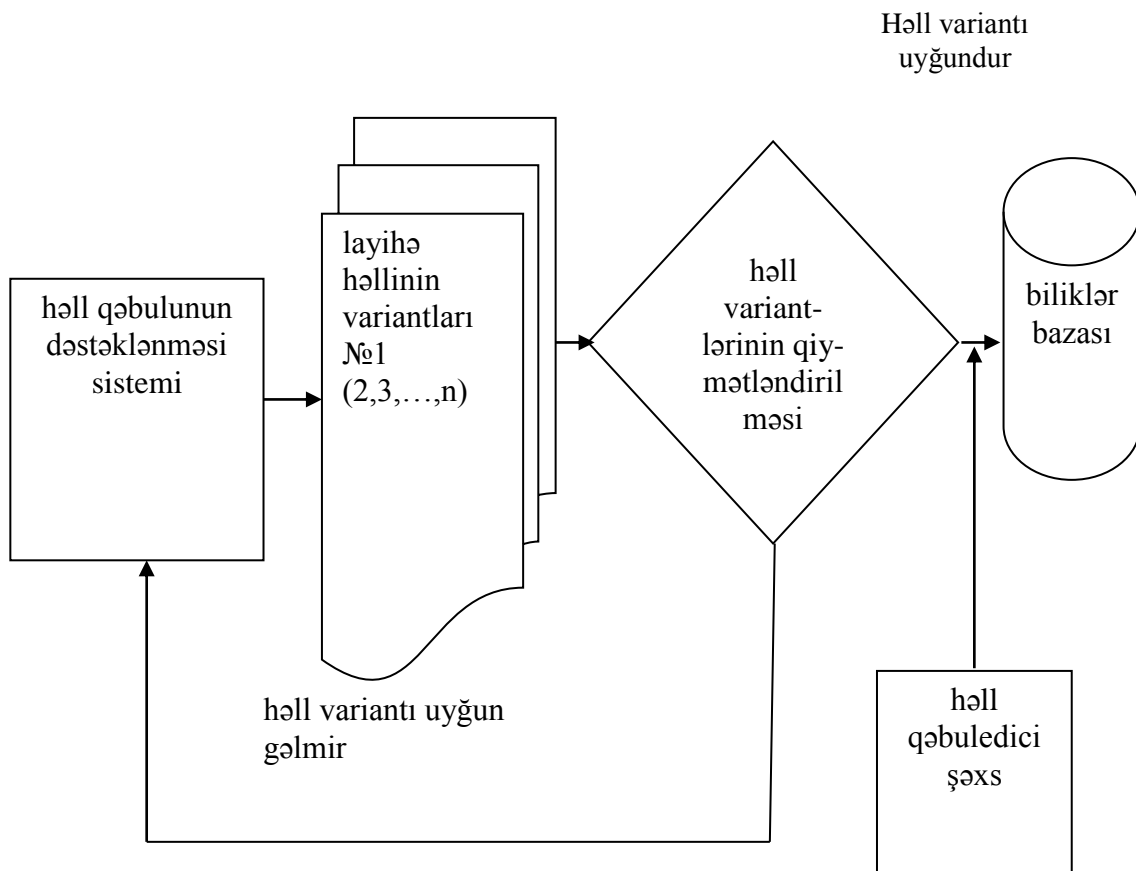 Həll variantı
uyğundur
həll qəbulunun
dəstəklənməsi
sistemi
layihə
həllinin
variantları
№1
(2,3,…,n)
həll
variant-
lərinin qiy-
mətləndiril
məsi
biliklər
bazası
həll variantı uyğun
gəlmir
həll
qəbuledici
şəxs